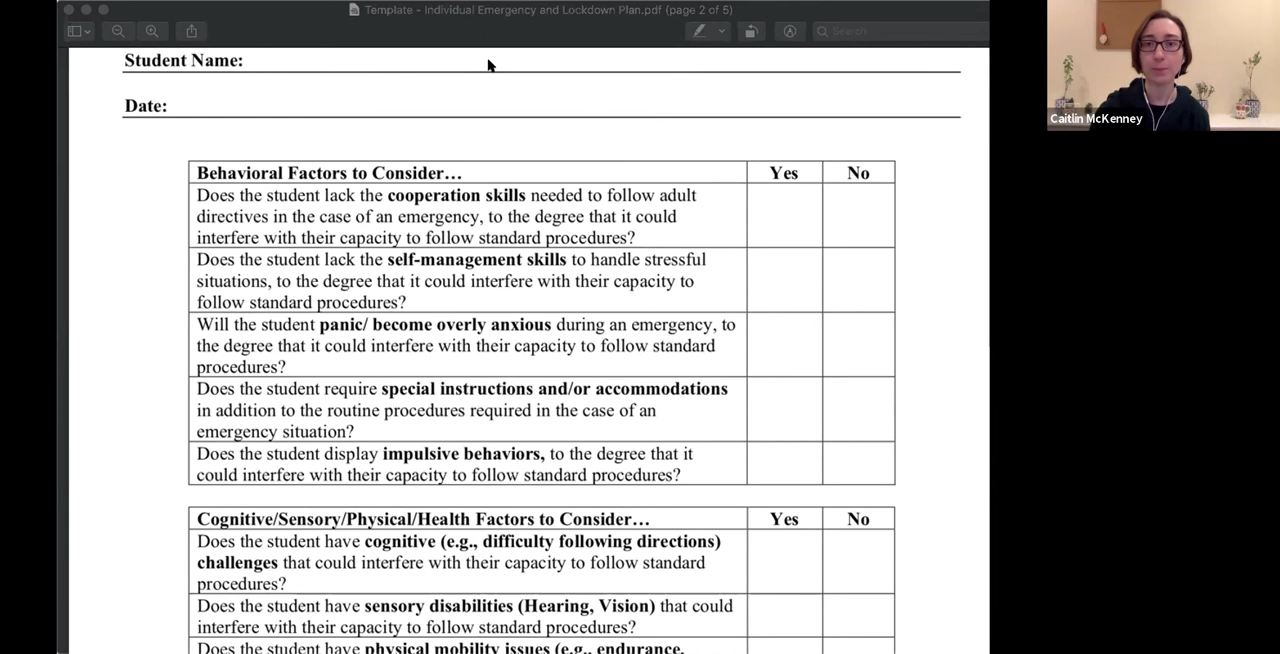 Template - Individual Emergency and Lockdown Plan.pdf (page 2 of 5)
Search
Student Name:
Date:
Caitlin McKenney
Behavioral Factors to Consider… Yes No
Does the student lack the cooperation skills needed to follow adult
directives in the case of an emergency, to the degree that it could
interfere with their capacity to follow standard procedures?
Does the student lack the self-management skills to handle stressful
situations, to the degree that it could interfere with their capacity to
follow standard procedures?
Will the student panic/ become overly anxious during an emergency, to
the degree that it could interfere with their capacity to follow standard
procedures?
Does the student require special instructions and/or accommodations
in addition to the routine procedures required in the case of an
emergency situation?
Does the student display impulsive behaviors, to the degree that it
could interfere with their capacity to follow standard procedures?
Cognitive/Sensory/Physical/Health Factors to Consider… Yes No
Does the student have cognitive (e.g., difficulty following directions)
challenges that could interfere with their capacity to follow standard
procedures?
Does the student have sensory disabilities (Hearing, Vision) that could
interfere with their capacity to follow standard procedures?
Does the student have physical mobility issues (e.g., endurance,